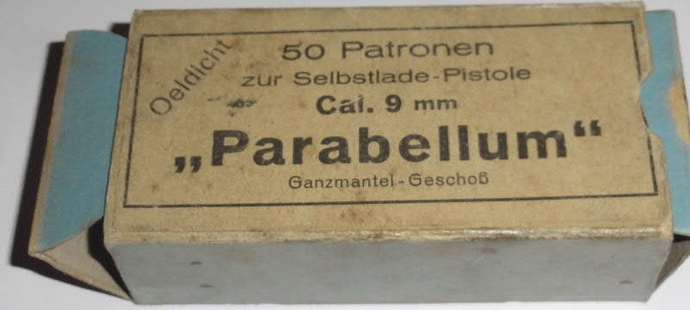 Oeldicht
50 Patronen
zur Selbstlade-Pistole
Cal. 9 mm
„Parabellum“
Ganzmantel-Geschoß